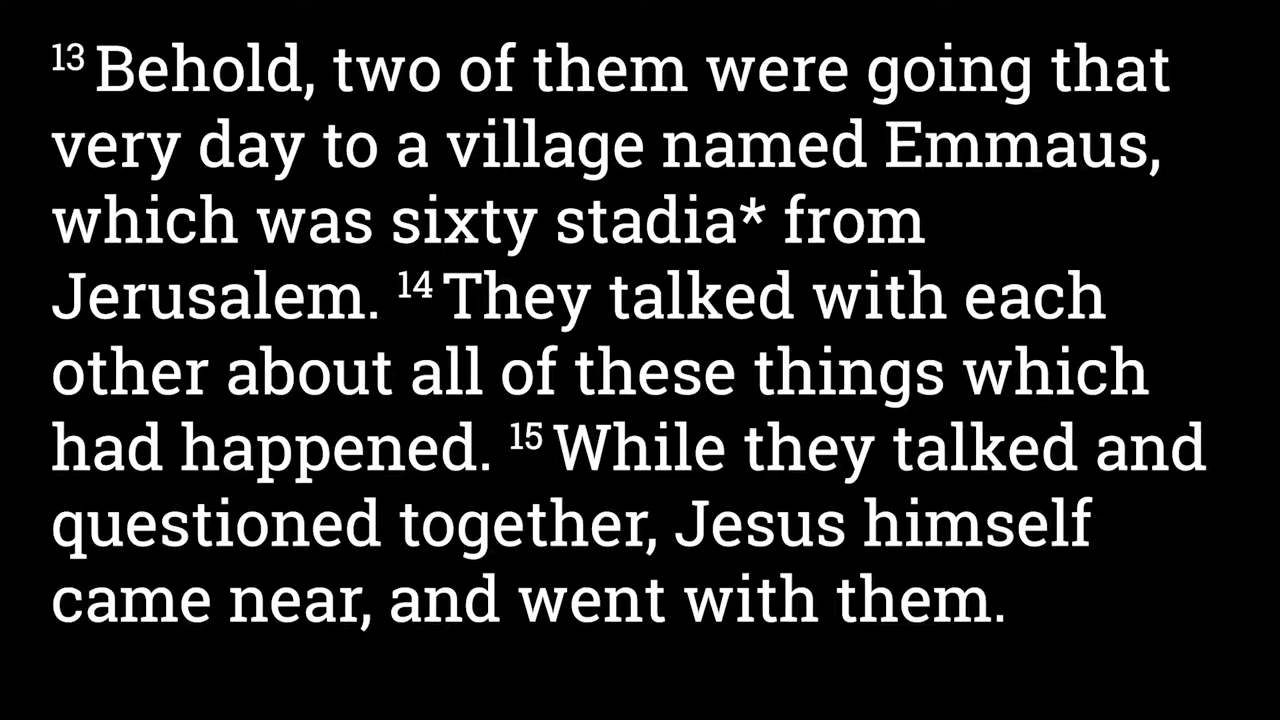 13 Behold, two of them were going that
very day to a village named Emmaus,
which was sixty stadia* from
Jerusalem. 14 They talked with each
other about all of these things which
had happened. 15 While they talked and
questioned together, Jesus himself
came near, and went with them.